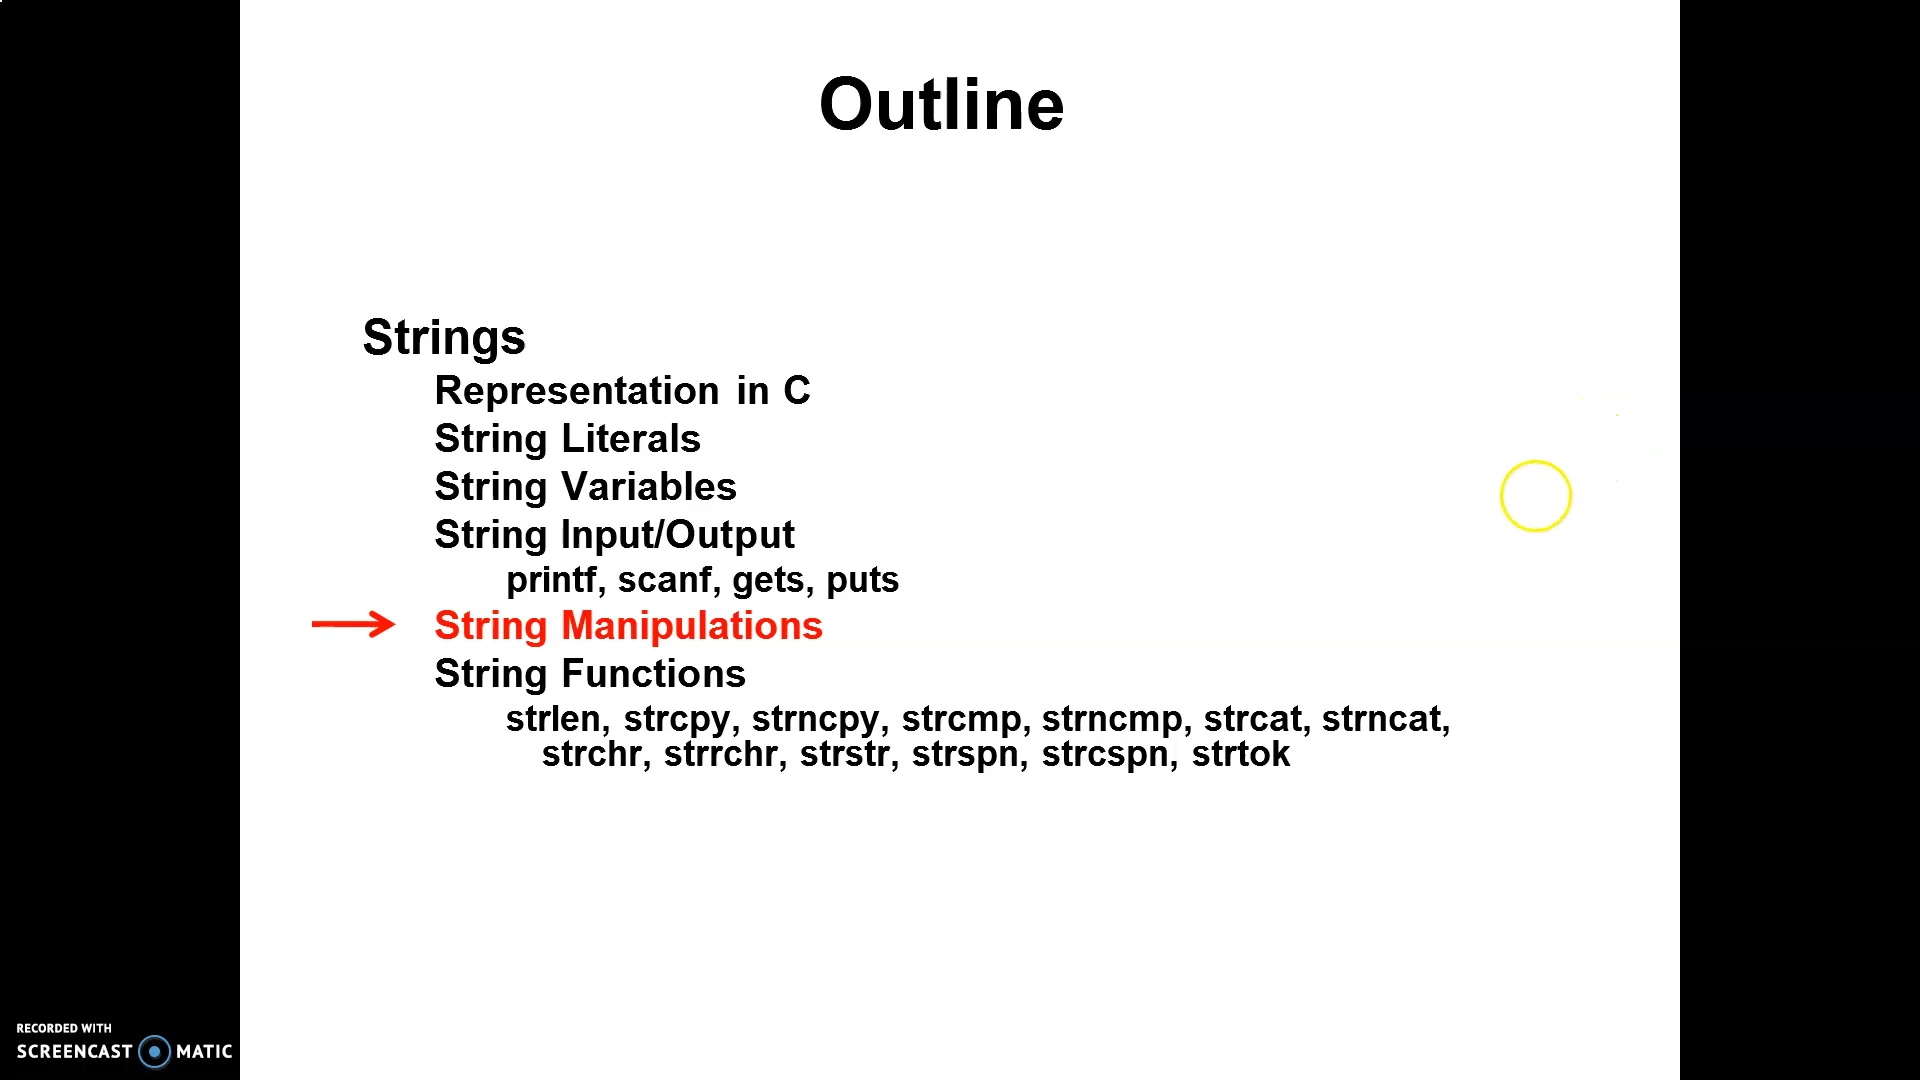 Outline
Strings
Representation in C
String Literals
String Variables
String Input/Output
printf, scanf, gets, puts
String Manipulations
String Functions
strlen, strcpy, strncpy, strcmp, strncmp, strcat, strncat,
strchr, strrchr, strstr, strspn, strcspn, strtok
RECORDED WITH
SCREENCAST MATIC